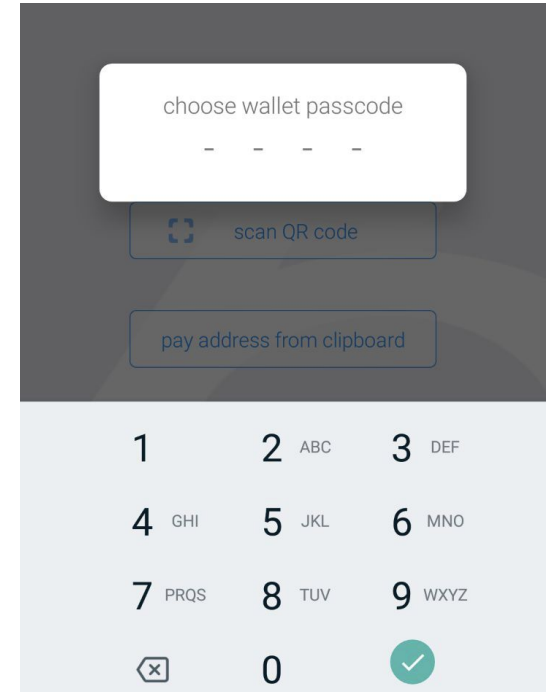 choose wallet passcode
- - - -
scan QR code
pay address from clipboard
1 2 ABC 3 DEF
4 GHI 5 JKL 6 MNO
7 PRQS 8 TUV 9 WXYZ
0